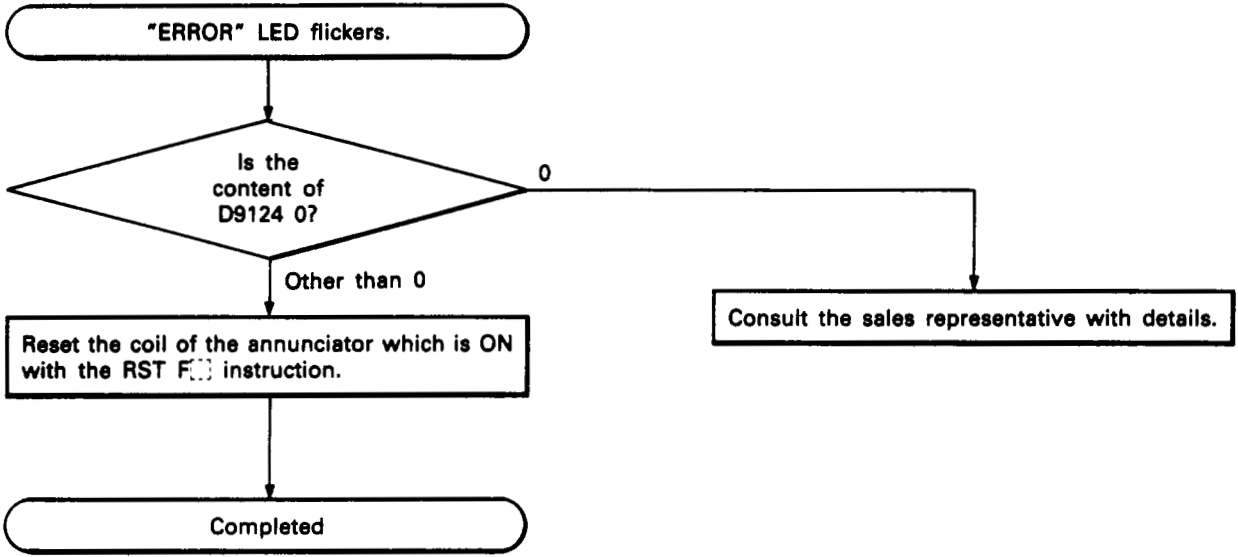 "ERROR" LED flickers.
Is the
content of
D9124 0?
0
Other than 0
Consult the sales representative with details.
Reset the coil of the annunciator which is ON
with the RST F[ ] instruction.
Completed